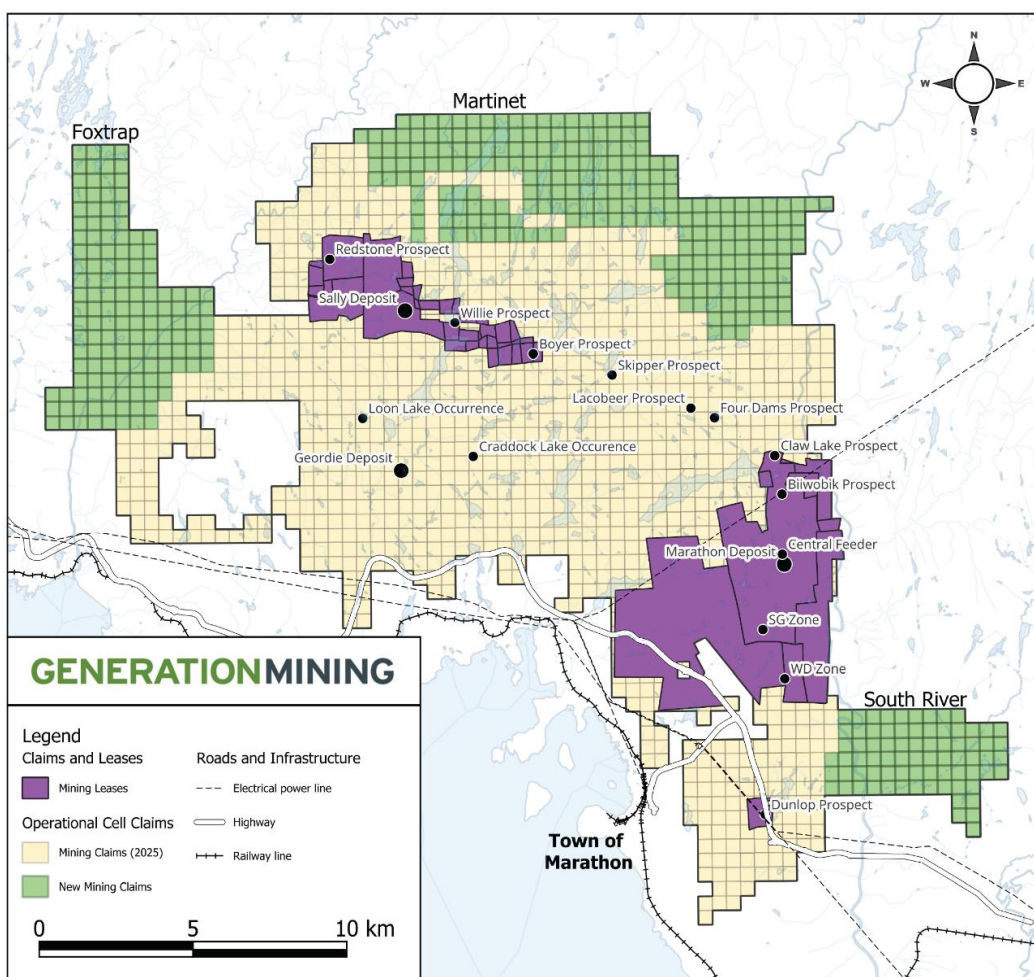 Martinet
Foxtrap
N
W
E
S
Redstone Prospect
Sally Deposit
Willie Prospect
Boyer Prospect
Skipper Prospect
Lacobeer Prospect
Four Dams Prospect
Loon Lake Occurrence
Craddock Lake Occurence
Geordie Deposit
Claw Lake Prospect
Biiwobik Prospect
Central Feeder
Marathon Deposit
SG Zone
WD Zone
South River
Dunlop Prospect
Town of
Marathon
GENERATIONMINING
Legend
Claims and Leases
Mining Leases
Operational Cell Claims
Mining Claims (2025)
New Mining Claims
Roads and Infrastructure
Electrical power line
Highway
Railway line
0 5 10 km